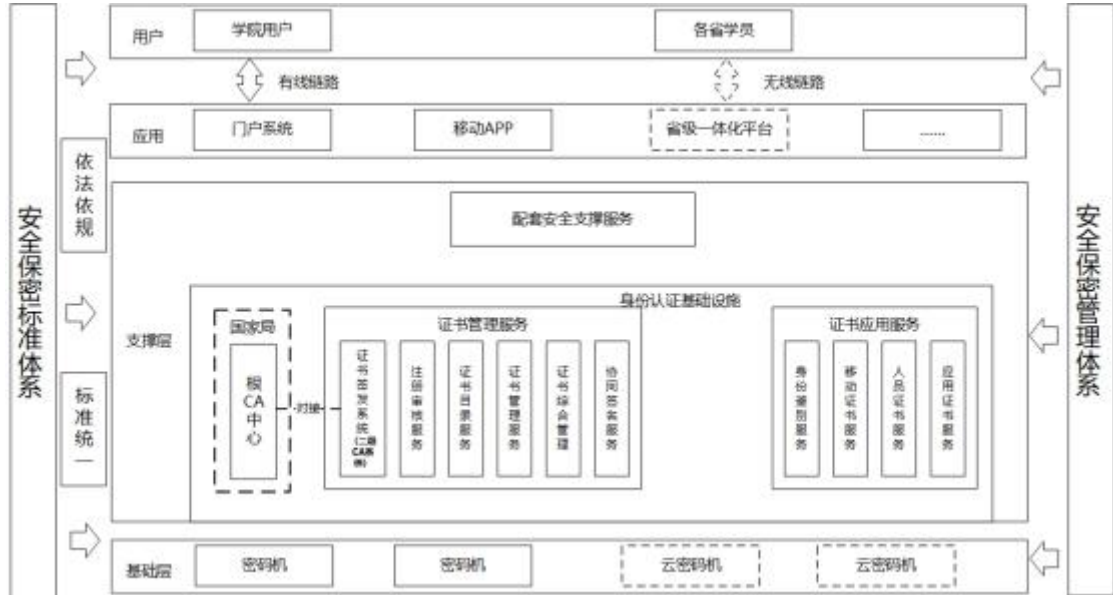 用户
学院用户
各省学员
有线链路
无线链路
应用
门户系统
移动APP
省级一体化平台
......
安全保密标准体系
依法依规
标准统一
安全保密管理体系
支撑层
配套安全支撑服务
身份认证基础设施
国家局
根CA中心
对接
证书管理服务
证书签发系统(二级CA系统)
注册审核服务
证书目录服务
证书管理服务
证书综合管理
协同签名服务
证书应用服务
身份鉴别服务
移动证书服务
人员证书服务
应用证书服务
基础层
密码机
密码机
云密码机
云密码机